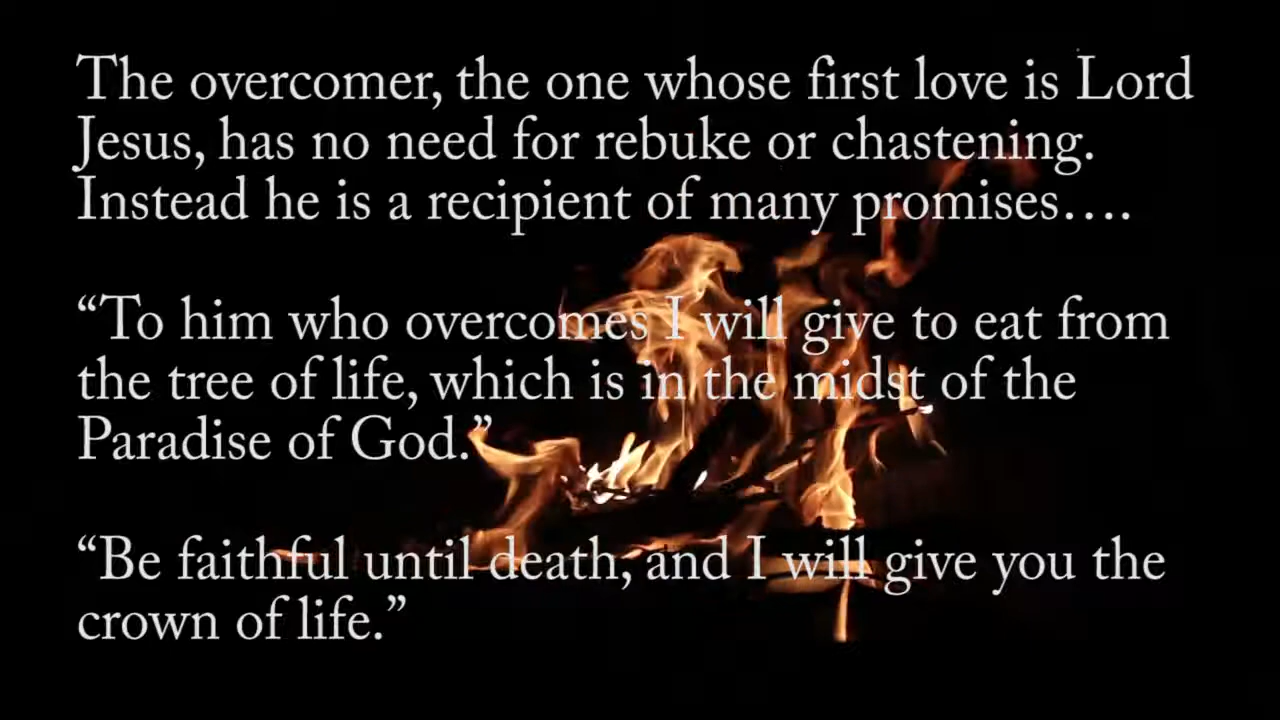 The overcomer, the one whose first love is Lord
Jesus, has no need for rebuke or chastening.
Instead he is a recipient of many promises….
“To him who overcomes I will give to eat from
the tree of life, which is in the midst of the
Paradise of God.”
“Be faithful until death, and I will give you the
crown of life.”